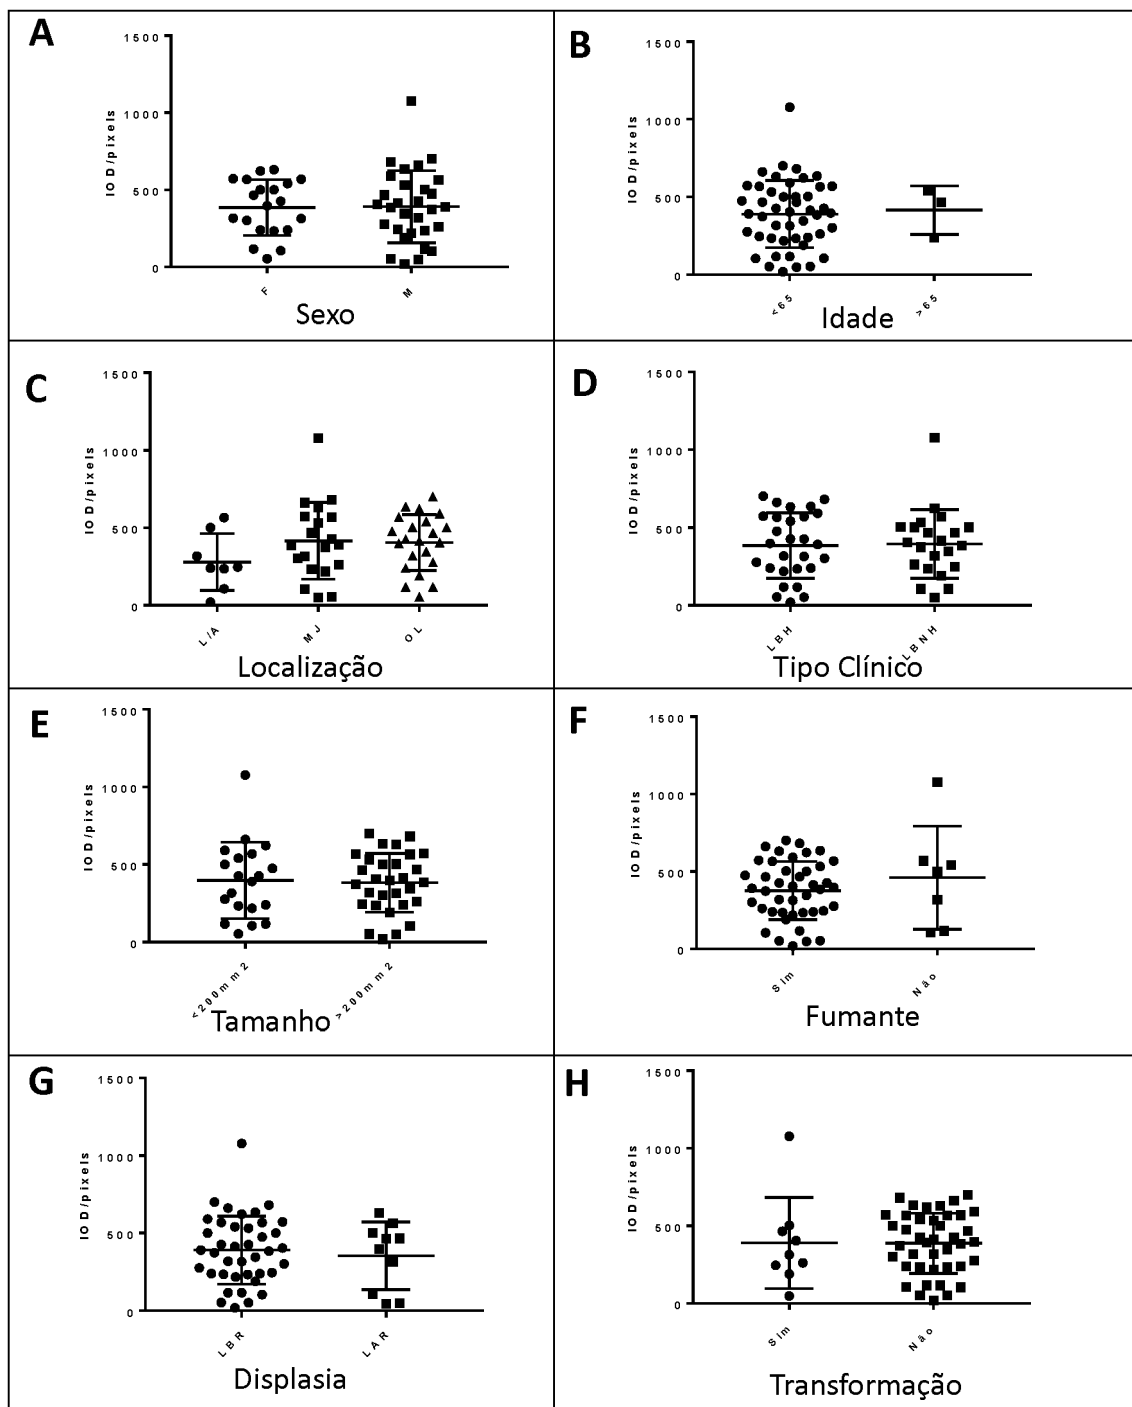 A
1500
1000
500
0
IOD/pixels
F
M
Sexo
B
1500
1000
500
0
IOD/pixels
<65
>65
Idade
C
1500
1000
500
0
IOD/pixels
L/A
MJ
OL
Localização
D
1500
1000
500
0
IOD/pixels
LBH
LBNH
Tipo Clínico
E
1500
1000
500
0
IOD/pixels
<200mm2
>200mm2
Tamanho
F
1500
1000
500
0
IOD/pixels
Sim
Não
Fumante
G
1500
1000
500
0
IOD/pixels
LBR
LAR
Displasia
H
1500
1000
500
0
IOD/pixels
Sim
Não
Transformação